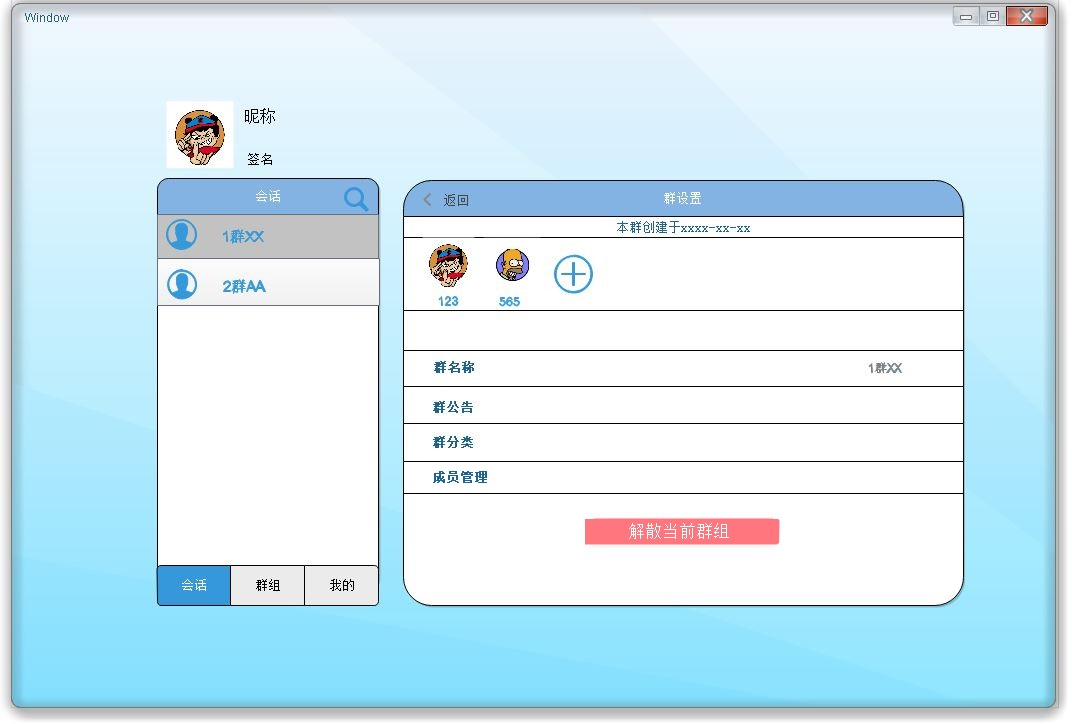 Window
昵称
签名
会话
1群XX
2群AA
会话
群组
我的
返回
群设置
本群创建于xxxx-xx-xx
123
565
群名称
1群XX
群公告
群分类
成员管理
解散当前群组